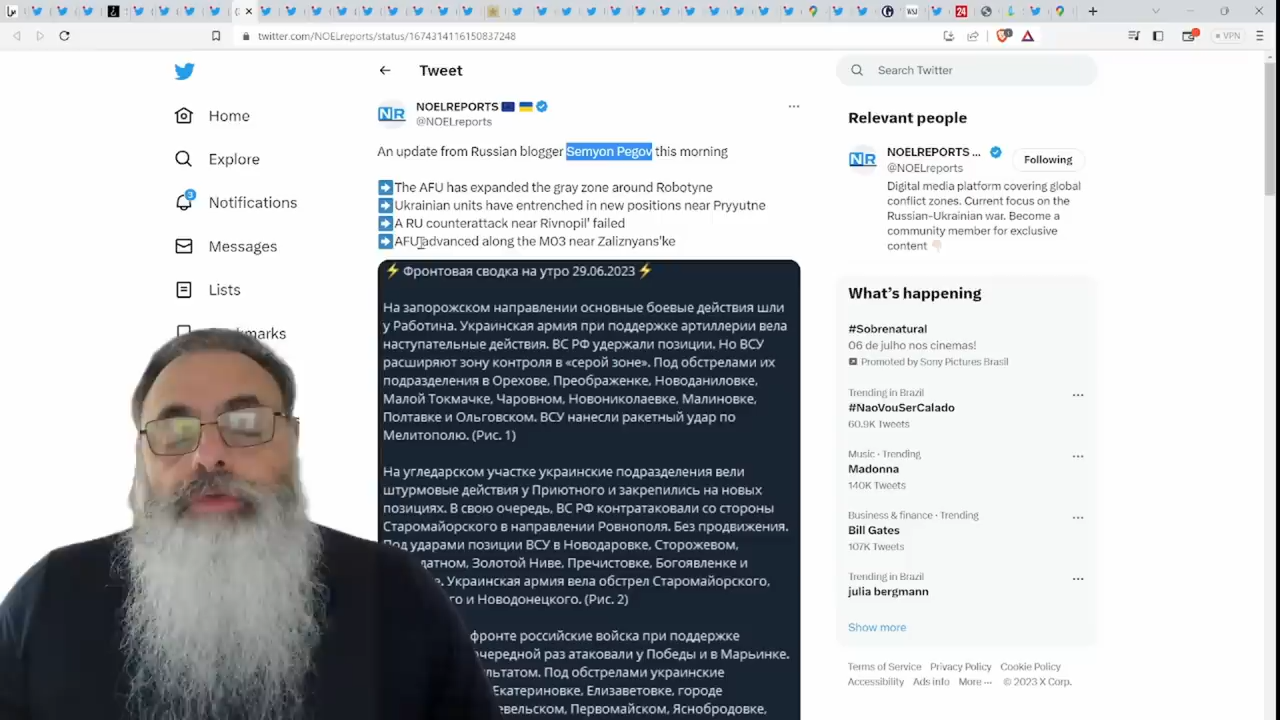 twitter.com/NOELreports/status/1674314116150837248
VPN
Home
Explore
3
Notifications
Messages
Lists
Tweet
NOELREPORTS
@NOELreports
An update from Russian blogger Semyon Pegov this morning
The AFU has expanded the gray zone around Robotyne
Ukrainian units have entrenched in new positions near Pryyutne
A RU counterattack near Rivnopil' failed
AFU advanced along the M03 near Zaliznyans'ke
Фронтовая сводка на утро 29.06.2023
На запорожском направлении основные боевые действия шли
у Работина. Украинская армия при поддержке артиллерии вела
наступательные действия. ВС РФ удержали позиции. Но ВСУ
расширяют зону контроля в «серой зоне». Под обстрелами их
подразделения в Орехове, Преображенке, Новоданиловке,
Малой Токмачке, Чаровном, Новониколаевке, Малиновке,
Полтавке и Ольговском. ВСУ нанесли ракетный удар по
Мелитополю. (Рис. 1)
На угледарском участке украинские подразделения вели
штурмовые действия у Приютного и закрепились на новых
позициях. В свою очередь, ВС РФ контратаковали со стороны
Старомайорского в направлении Ровнополя. Без продвижения.
Под ударами позиции ВСУ в Новодаровке, Сторожевом,
Золотой Ниве, Пречистовке, Богоявленке и
Украинская армия вела обстрел Старомайорского,
и Новодонецкого. (Рис. 2)
фронте российские войска при поддержке
атаковали у Победы и в Марьинке.
Под обстрелами украинские
Екатериновке, Елизаветовке, городе
Первомайском, Яснобродовке,
Search Twitter
Relevant people
NOELREPORTS ...
@NOELreports
Following
Digital media platform covering global
conflict zones. Current focus on the
Russian-Ukrainian war. Become a
community member for exclusive
content
What's happening
#Sobrenatural
06 de julho nos cinemas!
Promoted by Sony Pictures Brasil
Trending in Brazil
#NaoVouSerCalado
60.9K Tweets
Music · Trending
Madonna
140K Tweets
Business & finance · Trending
Bill Gates
107K Tweets
Trending in Brazil
julia bergmann
Show more
Terms of Service Privacy Policy Cookie Policy
Accessibility Ads info More ··· © 2023 X Corp.